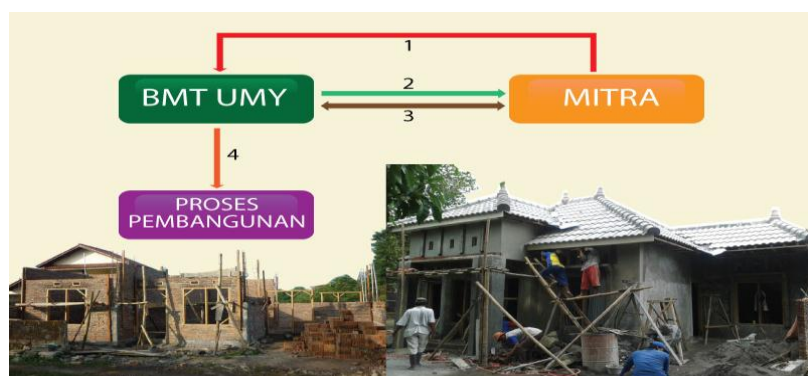 1
BMT UMY
2
MITRA
3
4
PROSES
PEMBANGUNAN